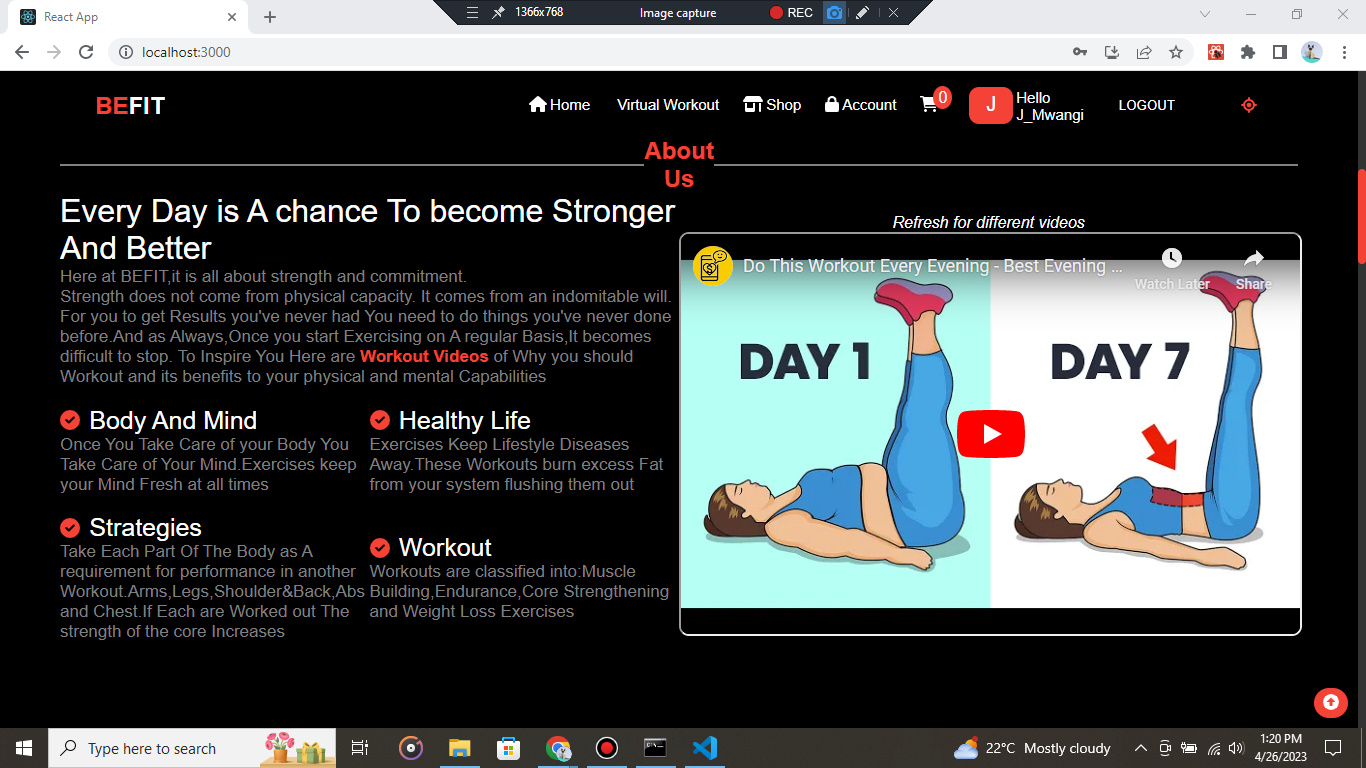 React App
1366x768
Image capture
REC
localhost:3000
BEFIT
Home
Virtual Workout
Shop
Account
0
J
Hello
J_Mwangi
LOGOUT
About
Us
Every Day is A chance To become Stronger
And Better
Here at BEFIT,it is all about strength and commitment.
Strength does not come from physical capacity. It comes from an indomitable will.
For you to get Results you've never had You need to do things you've never done
before.And as Always,Once you start Exercising on A regular Basis,It becomes
difficult to stop. To Inspire You Here are Workout Videos of Why you should
Workout and its benefits to your physical and mental Capabilities
Body And Mind
Once You Take Care of your Body You
Take Care of Your Mind.Exercises keep
your Mind Fresh at all times
Healthy Life
Exercises Keep Lifestyle Diseases
Away.These Workouts burn excess Fat
from your system flushing them out
Strategies
Take Each Part Of The Body as A
requirement for performance in another
Workout.Arms,Legs,Shoulder&Back,Abs
and Chest.If Each are Worked out The
strength of the core Increases
Workout
Workouts are classified into:Muscle
Building,Endurance,Core Strengthening
and Weight Loss Exercises
Refresh for different videos
Do This Workout Every Evening - Best Evening ...
Watch Later
Share
DAY 1
DAY 7
Type here to search
22°C Mostly cloudy
1:20 PM
4/26/2023